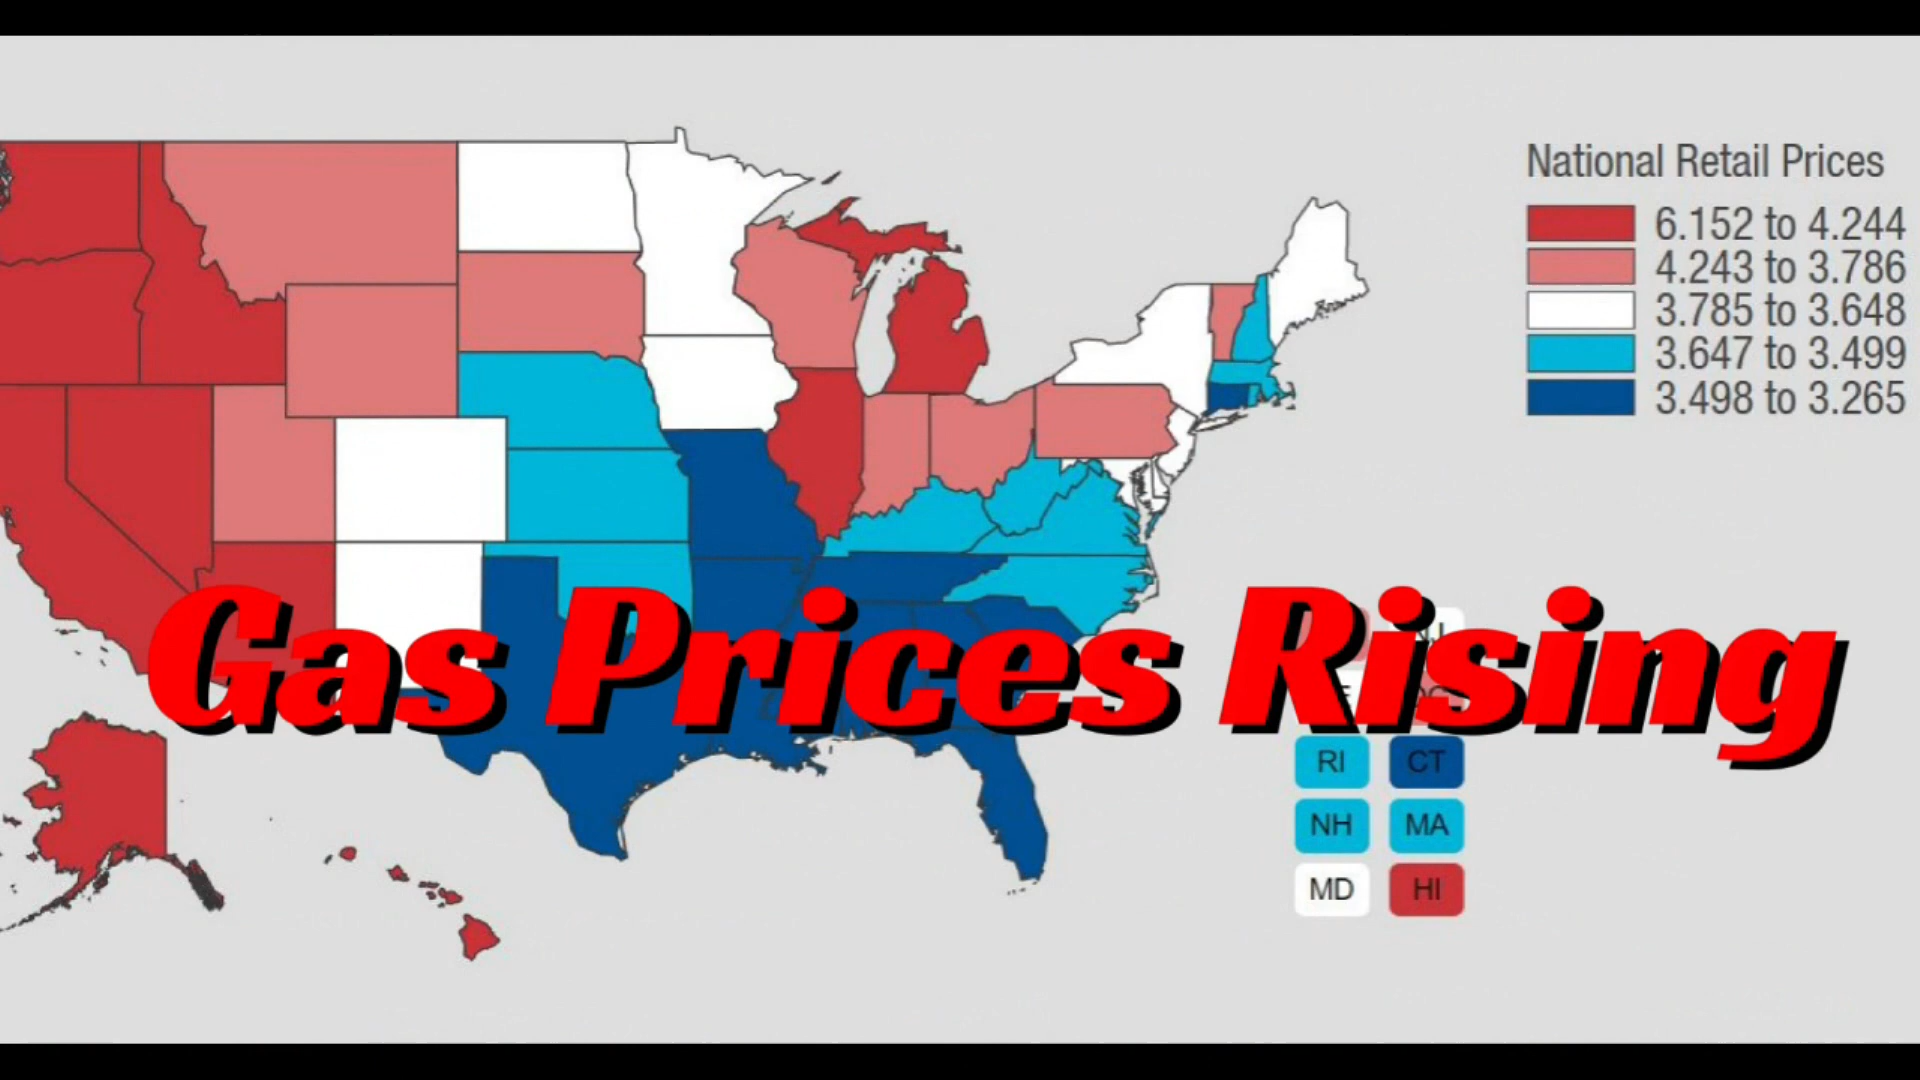 National Retail Prices
6.152 to 4.244
4.243 to 3.786
3.785 to 3.648
3.647 to 3.499
3.498 to 3.265
Gas Prices Rising
RI CT
NH MA
MD HI